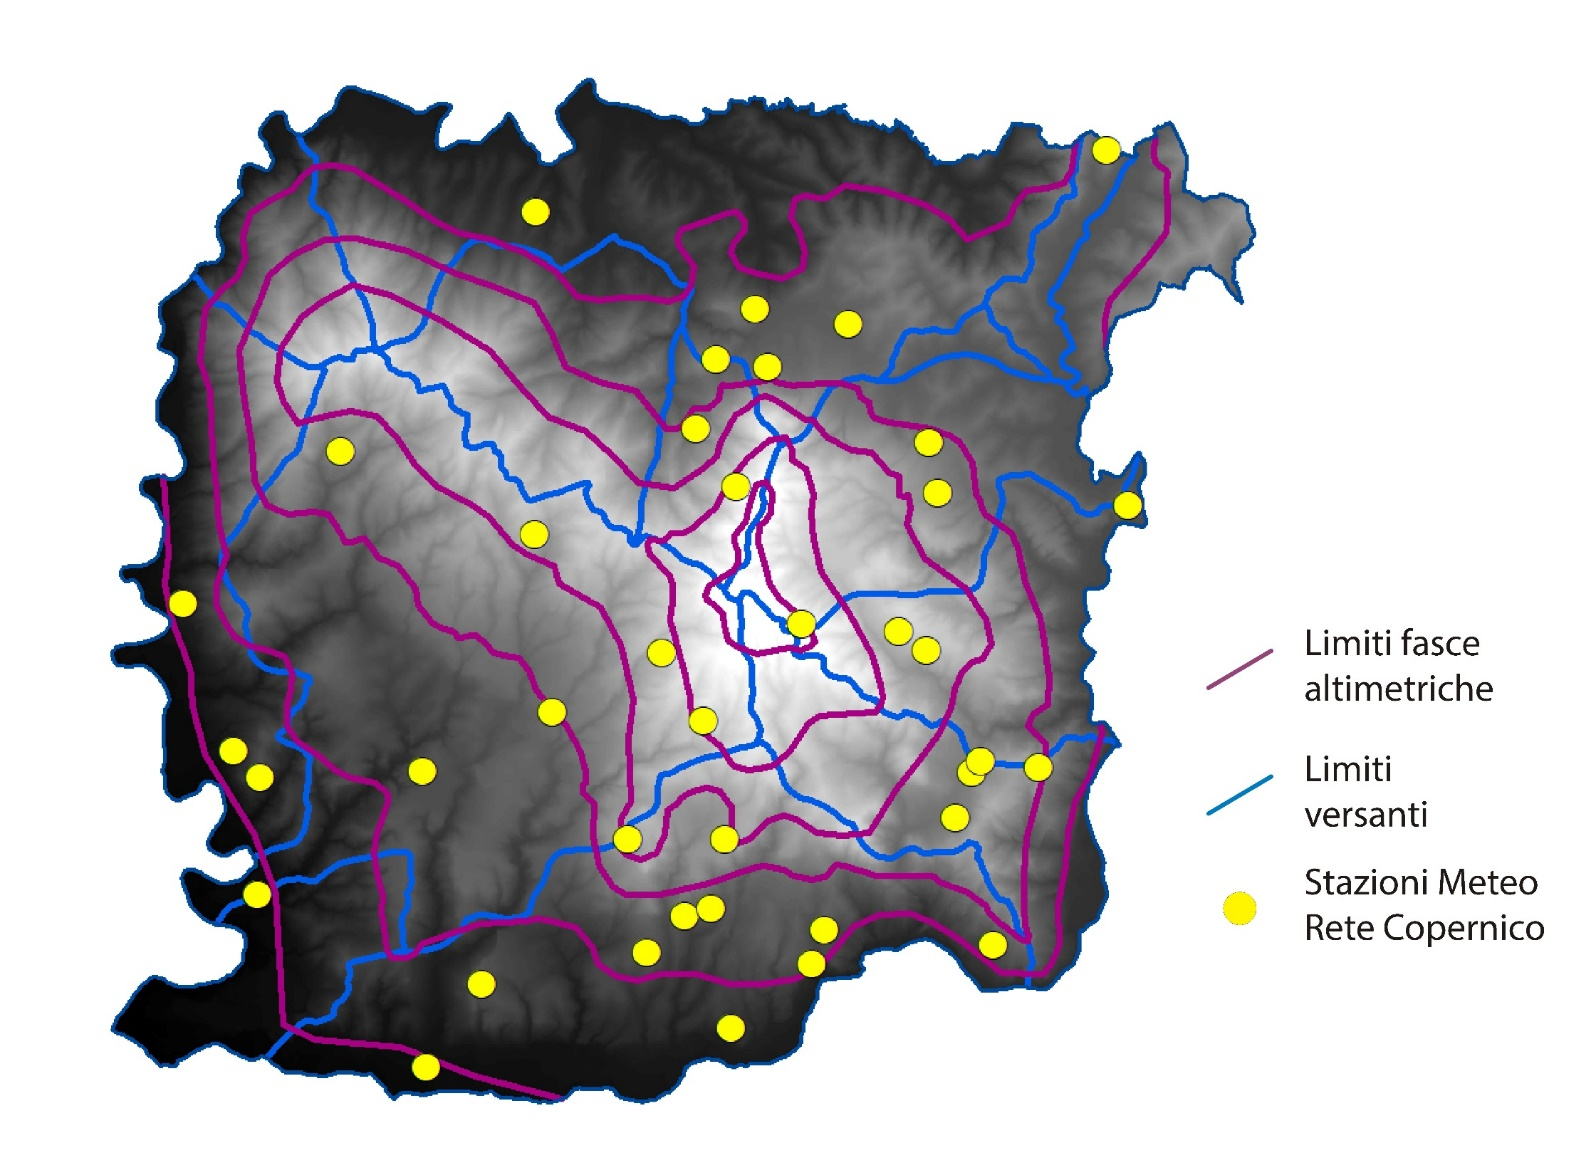 Limiti fasce
altimetriche
Limiti
versanti
Stazioni Meteo
Rete Copernico